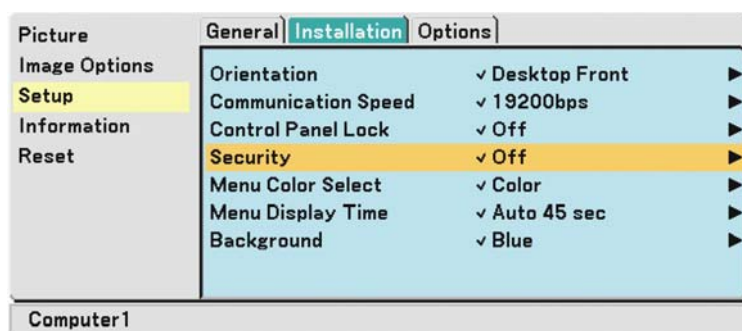 Picture
Image Options
Setup
Information
Reset
General Installation Options
Orientation ✓ Desktop Front ▶
Communication Speed ✓ 19200bps ▶
Control Panel Lock ✓ Off ▶
Security ✓ Off ▶
Menu Color Select ✓ Color ▶
Menu Display Time ✓ Auto 45 sec ▶
Background ✓ Blue ▶
Computer1